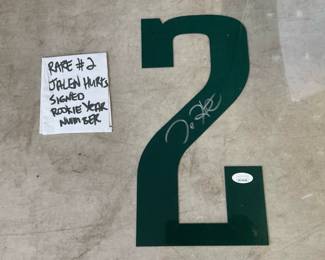 RARE #2
JALEN HURTS
SIGNED
ROOKIE YEAR
NUMBER
2